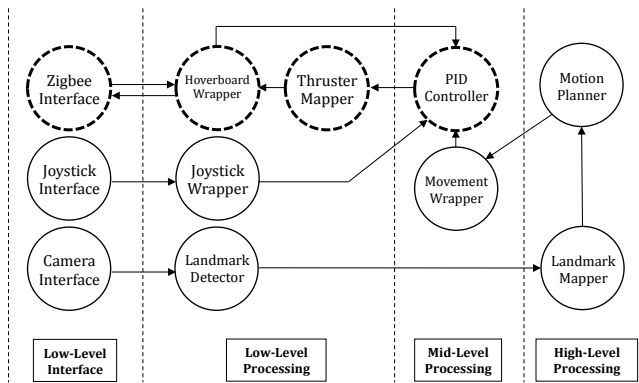 Zigbee
Interface
Hoverboard
Wrapper
Thruster
Mapper
PID
Controller
Motion
Planner
Joystick
Interface
Joystick
Wrapper
Movement
Wrapper
Camera
Interface
Landmark
Detector
Landmark
Mapper
Low-Level
Interface
Low-Level
Processing
Mid-Level
Processing
High-Level
Processing